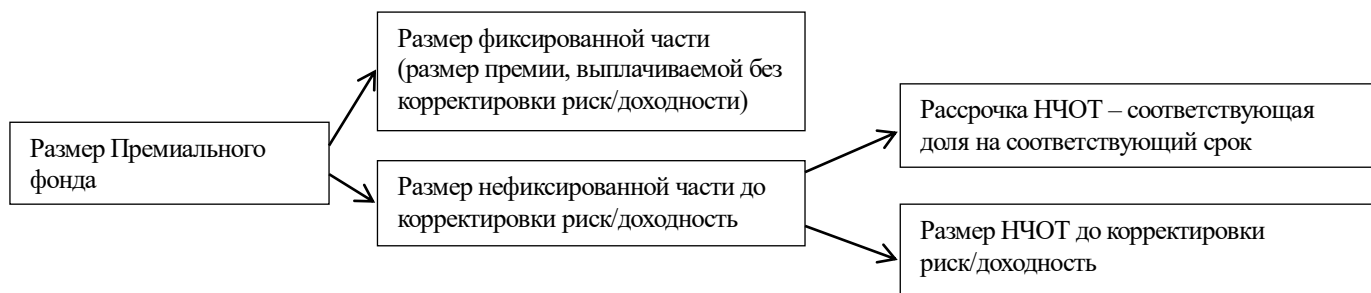 Размер Премиального
фонда
Размер фиксированной части
(размер премии, выплачиваемой без
корректировки риск/доходности)
Размер нефиксированной части до
корректировки риск/доходность
Рассрочка НЧОТ – соответствующая
доля на соответствующий срок
Размер НЧОТ до корректировки
риск/доходность